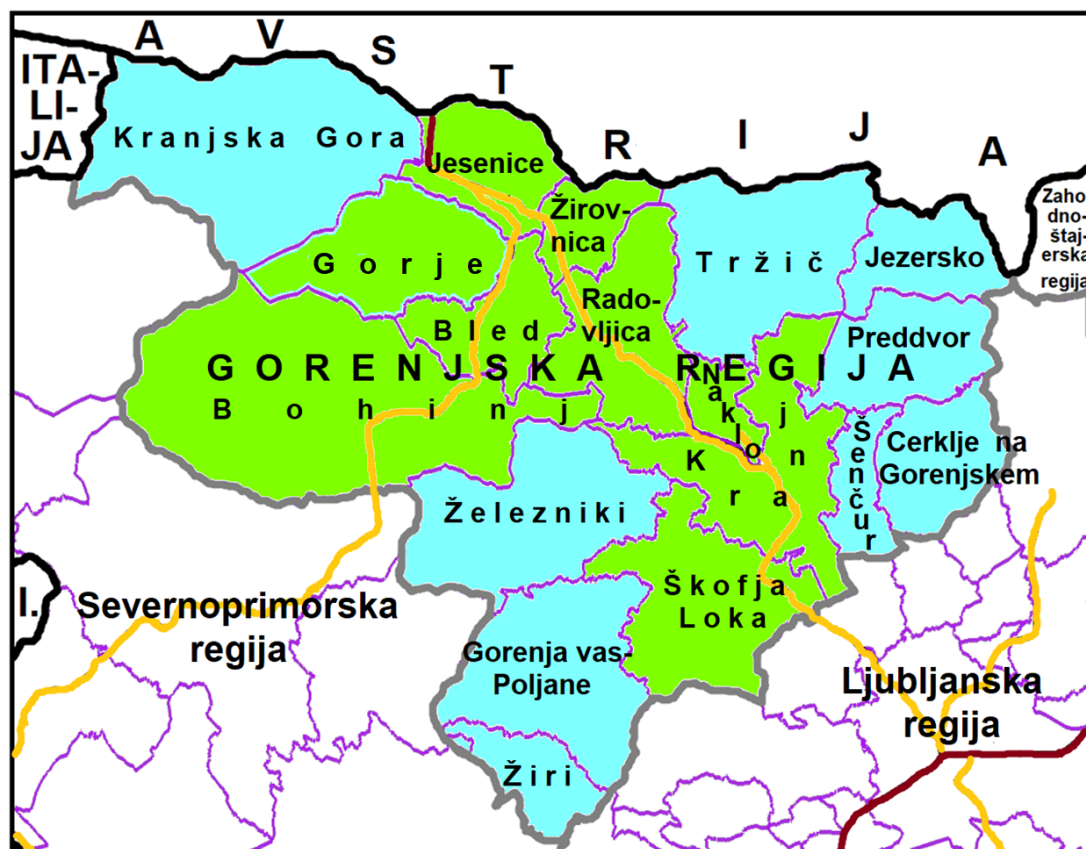 AVSTRIJA
ITA-
LI-
JA
Kranjska Gora
Jesenice
Žirov-
nica
Zaho-
dno-
štaj-
erska
regija
Gorje
Tržič
Jezersko
Rado-
vljica
Bled
Preddvor
GORENJSKA REGIJA
Bohinj
Naklo
Kranj
Šenčur
Cerklje na
Gorenjskem
Železniki
Škofja
Loka
I.
Severnoprimorska
regija
Gorenja vas-
Poljane
Ljubljanska
regija
Žiri